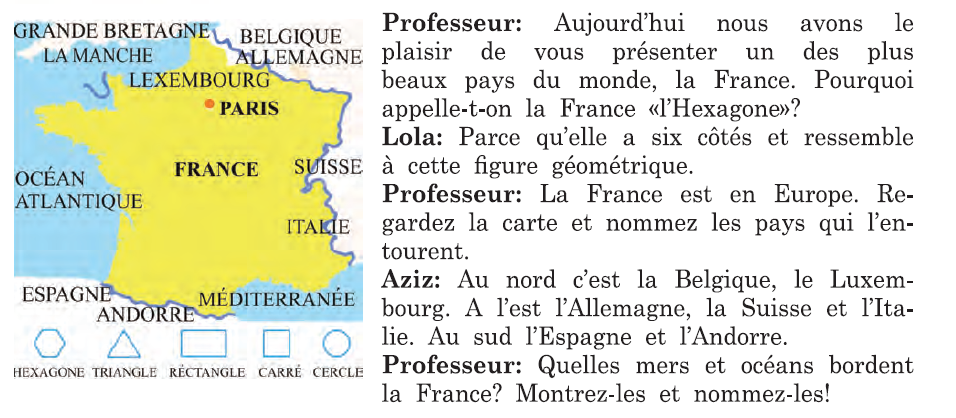 GRANDE BRETAGNE
BELGIQUE
LA MANCHE
ALLEMAGNE
LEXEMBOURG
PARIS
FRANCE
SUISSE
OCÉAN
ATLANTIQUE
ITALIE
ESPAGNE
MÉDITERRANÉE
ANDORRE
HEXAGONE TRIANGLE RÉCTANGLE CARRÉ CERCLE
Professeur: Aujourd'hui nous avons le
plaisir de vous présenter un des plus
beaux pays du monde, la France. Pourquoi
appelle-t-on la France «l'Hexagone»?
Lola: Parce qu'elle a six côtés et ressemble
à cette figure géométrique.
Professeur: La France est en Europe. Re-
gardez la carte et nommez les pays qui l'en-
tourent.
Aziz: Au nord c'est la Belgique, le Luxem-
bourg. A l'est l'Allemagne, la Suisse et l'Ita-
lie. Au sud l'Espagne et l'Andorre.
Professeur: Quelles mers et océans bordent
la France? Montrez-les et nommez-les!